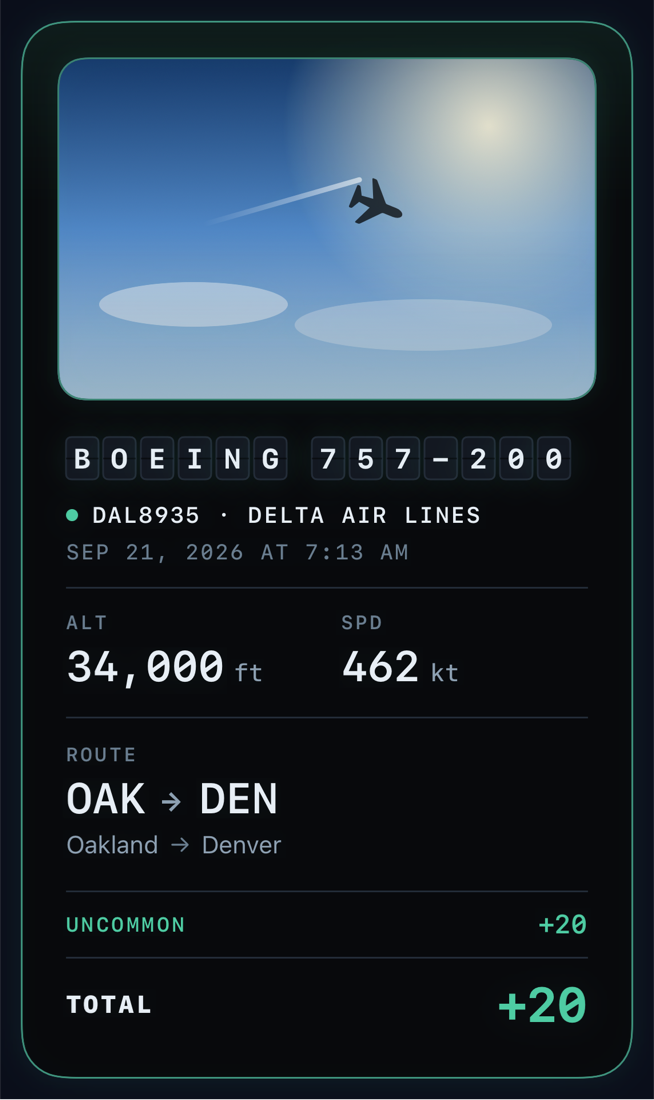 BOEING 757-200
DAL8935 · DELTA AIR LINES
SEP 21, 2026 AT 7:13 AM
ALT SPD
34,000 ft 462 kt
ROUTE
OAK → DEN
Oakland → Denver
UNCOMMON +20
TOTAL +20